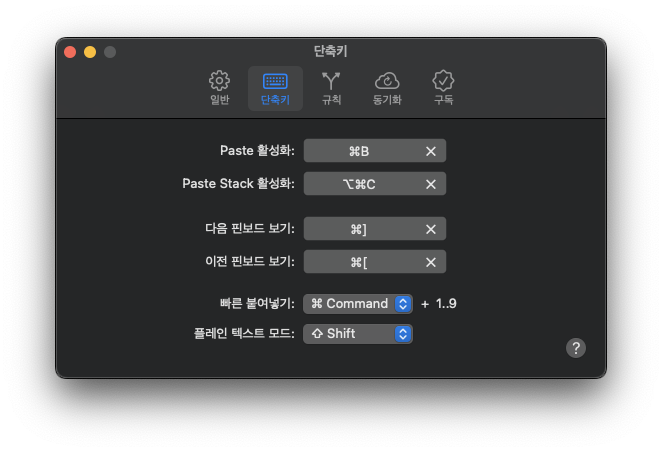 단축키
일반 단축키 규칙 동기화 구독
Paste 활성화: ⌘B ✕
Paste Stack 활성화: ⌥⌘C ✕
다음 핀보드 보기: ⌘] ✕
이전 핀보드 보기: ⌘[ ✕
빠른 붙여넣기: ⌘ Command + 1..9
플레인 텍스트 모드: ⇧ Shift
?